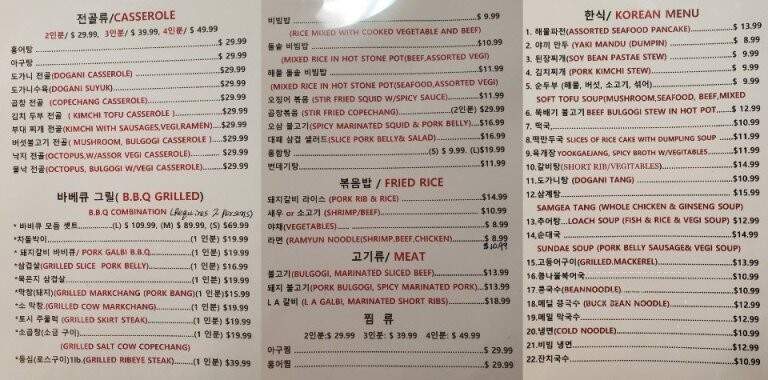 전골류/CASSEROLE
2인분/ $ 29.99, 3인분/ $ 39.99, 4인분/ $ 49.99
홍어탕 $ 29.99
아구탕 $ 29.99
도가니 전골(DOGANI CASSEROLE) $29.99
도가니수육(DOGANI SUYUK) $29.99
곱창 전골 (COPECHANG CASSEROLE) $29.99
김치 두부 전골 ( KIMCHI TOFU CASSEROLE ) $29.99
부대 찌개 전골(KIMCHI WITH SAUSAGES,VEGI,RAMEN) $29.99
버섯불고기 전골( MUSHROOM, BULGOGI CASSEROLE ) $29.99
낙지 전골(OCTOPUS,W/ASSOR VEGI CASSEROLE) $29.99
불낙 전골(OCTOPUS, BULGOGI W/VEGI CASSEROLE) $29.99
바베큐 그릴( B.B.Q GRILLED)
B.B.Q COMBINATION (Requires 2 persons)
* 바비큐 모듬 셋트 (L) $ 109.99, (M) $ 89.99, (S) $69.99
*차돌박이 (1 인분) $19.99
* 돼지갈비 바비큐/ PORK GALBI B.B.Q (1 인분) $19.99
*삼겹살(GRILLED SLICE PORK BELLY) (1 인분) $16.99
*묵은지 삼겹살 (1 인분) $19.99
*막창(돼지)(GRILLED MARKCHANG (PORK BANG) (1인분)$15.99
*소 막창.(GRILLED COW MARKCHANG) (1 인분) $19.99
*토시 주물럭 (GRILLED SKIRT STEAK) (1 인분) $19.99
*소곱창(소금 구이) (1 인분) $19.99
(GRILLED SALT COW COPECHANG)
*등심(로스구이)1lb.(GRILLED RIBEYE STEAK) (1 인분) $39.99
비빔밥 $ 9.99
(RICE MIXED WITH COOKED VEGETABLE AND BEEF)
돌솥 비빔밥 $10.99
(MIXED RICE IN HOT STONE POT(BEEF,ASSORTED VEGI)
해물 돌솥 비빔밥 $11.99
(MIXED RICE IN HOT STONE POT(SEAFOOD,ASSORTED VEGI)
오징어 볶음 (STIR FRIED SQUID W/SPICY SAUCE) $11.99
곱창볶음 (STIR FRIED COPECHANG) (2인분) $29.99
오삼 불고기(SPICY MARINATED SQUID & PORK BELLY) $16.99
대패 삼겹 샐러드(SLICE PORK BELLY& SALAD) $16.99
홍합탕 (S) $ 9.99. (L)$19.99
번데기탕 $11.99
볶음밥 / FRIED RICE
돼지갈비 라이스 (PORK RIB & RICE) $14.99
새우 or 소고기 (SHRIMP/BEEF) $10.99
야채(VEGETABLES) $ 8.99
라면 (RAMYUN NOODLE(SHRIMP,BEEF,CHICKEN) $ 8.99
$10.99
고기류/ MEAT
불고기(BULGOGI, MARINATED SLICED BEEF) $13.99
돼지 불고기(PORK BULGOGI, SPICY MARINATED PORK) $13.99
L A 갈비 (L A GALBI, MARINATED SHORT RIBS) $18.99
찜 류
2인분:$ 29.99 3인분: $ 39.99 4인분: $ 49.99
아구찜 $ 29.99
홍어찜 $ 29.99
한식/ KOREAN MENU
1. 해물파전(ASSORTED SEAFOOD PANCAKE) $ 13.99
2. 야끼 만두 (YAKI MANDU (DUMPIN) $ 8.99
3. 된장찌개(SOY BEAN PASTAE STEW) $ 9.99
4. 김치찌개 (PORK KIMCHI STEW) $ 9.99
5. 순두부 (해물, 버섯, 소고기, 섞어) $ 9.99
SOFT TOFU SOUP(MUSHROOM,SEAFOOD, BEEF,MIXED
6. 뚝배기 불고기(BEEF BULGOGI STEW IN HOT POT $ 12.99
7. 떡국 $10.99
8.떡만두국 SLICES OF RICE CAKE WITH DUMPLING SOUP $11.99
9.육개장 YOOKGAEJANG, SPICY BROTH W/VEGITABLES $11.99
10.갈비탕(SHORT RIB/VEGITABLES) $14.99
11.도가니탕 (DOGANI TANG) $10.99
12.삼계탕 $15.99
SAMGEA TANG (WHOLE CHICKEN & GINSENG SOUP)
13.추어탕 LOACH SOUP (FISH & RICE & VEGI SOUP) $12.99
14.순대국 $14.99
SUNDAE SOUP (PORK BELLY SAUSAGE& VEGI SOUP)
15.고등어구이(GRILLED.MACKEREL) $13.99
16.콩나물북어국 $10.99
17.콩국수(BEANNOODLE) $10.99
18.메밀 콩국수 (BUCK BEAN NOODLE) $12.99
19.메밀 막국수 $12.99
20.냉면(COLD NOODLE) $10.99
21.비빔 냉면 $12.99
22.잔치국수 $10.99